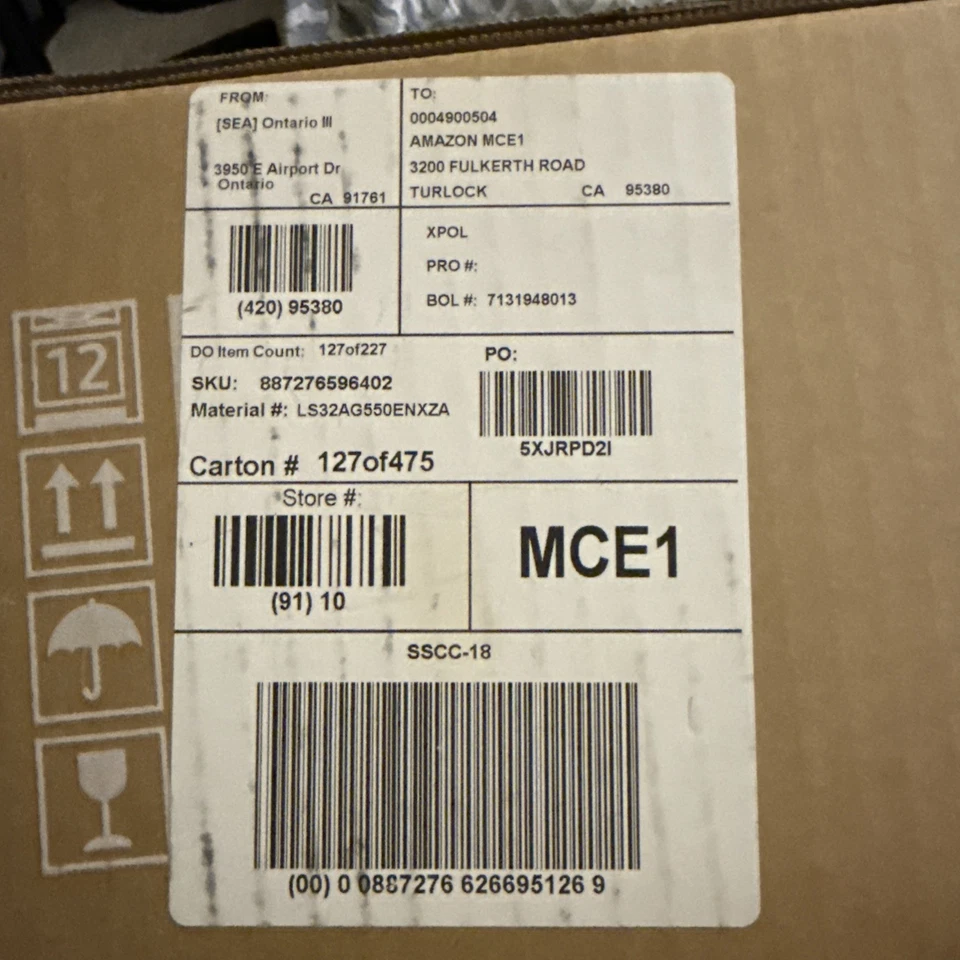 FROM:
[SEA] Ontario III
3950 E Airport Dr
Ontario
CA 91761
TO:
0004900504
AMAZON MCE1
3200 FULKERTH ROAD
TURLOCK CA 95380
(420) 95380
XPOL
PRO #:
BOL #: 7131948013
DO Item Count: 127of227
SKU: 887276596402
Material #: LS32AG550ENXZA
Carton # 127of475
PO:
5XJRPD2I
Store #:
(91) 10
MCE1
SSCC-18
(00) 0 0887276 626695126 9
12